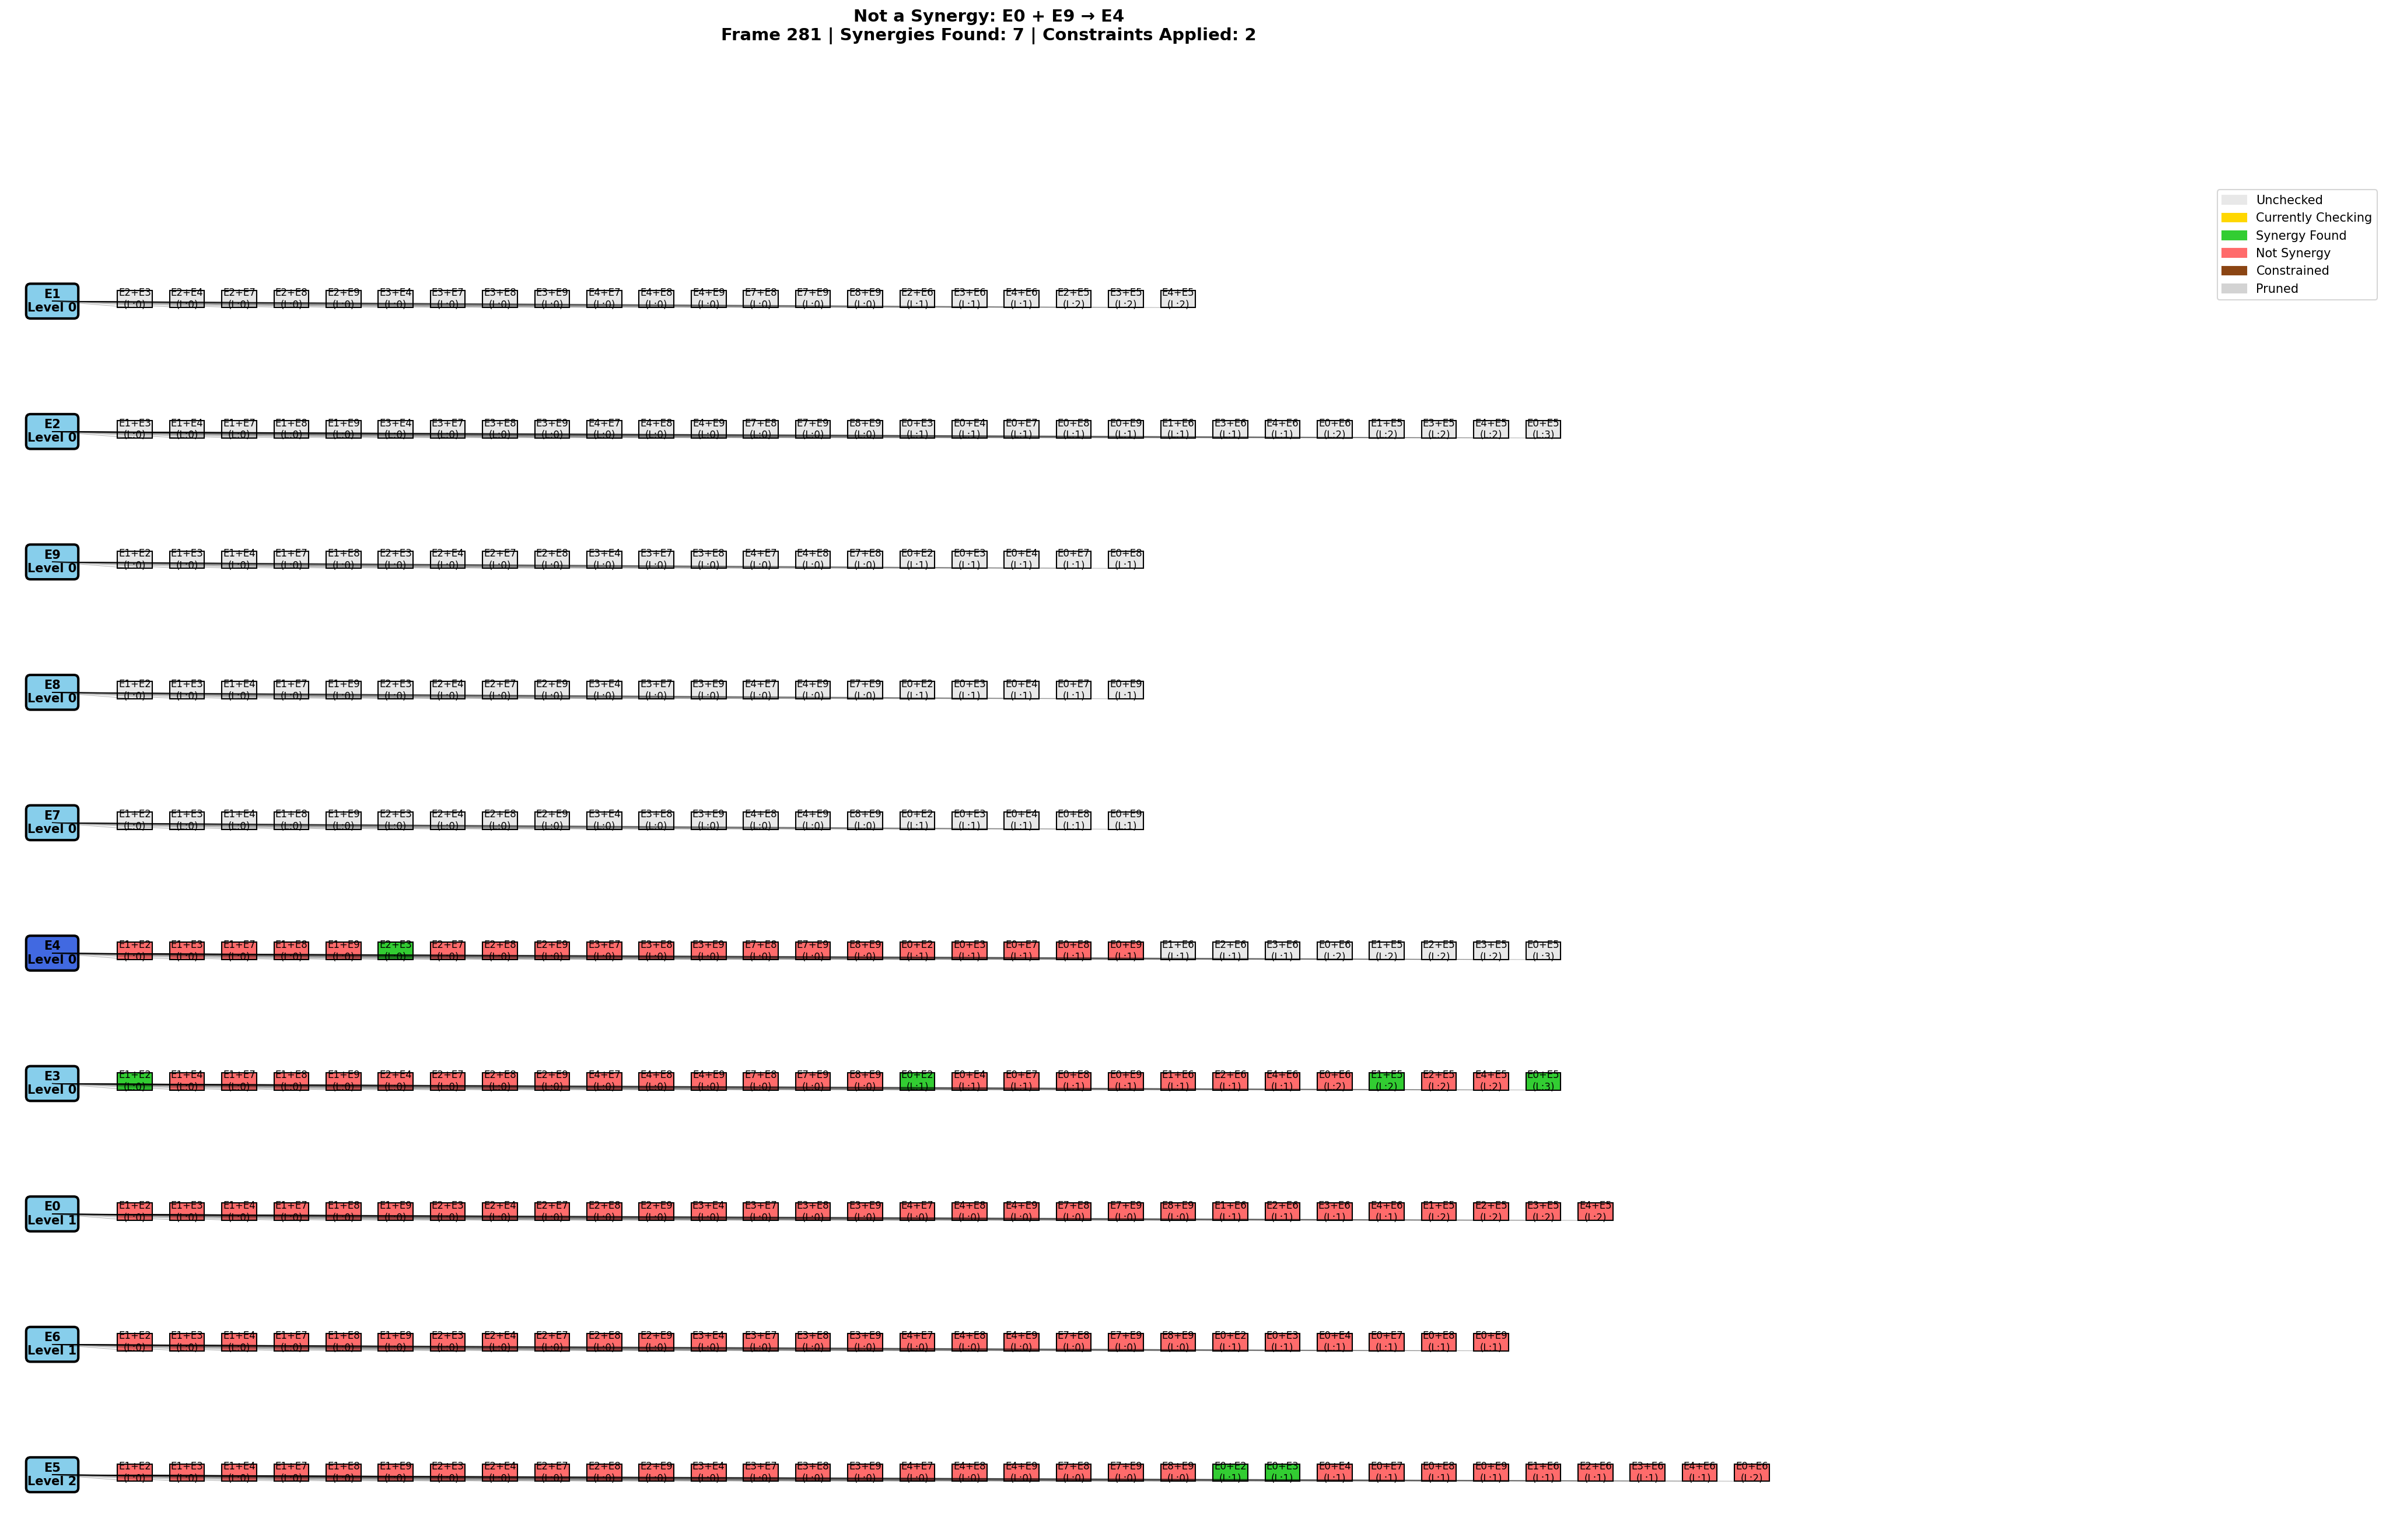 Not a Synergy: E0 + E9 → E4
Frame 281 | Synergies Found: 7 | Constraints Applied: 2
Unchecked
Currently Checking
Synergy Found
Not Synergy
Constrained
Pruned
E1
Level 0
E2+E3 E2+E4 E2+E7 E2+E8 E2+E9 E3+E4 E3+E7 E3+E8 E3+E9 E4+E7 E4+E8 E4+E9 E7+E8 E7+E9 E8+E9 E2+E6 E3+E6 E4+E6 E2+E5 E3+E5 E4+E5
(L:0) (L:0) (L:0) (L:0) (L:0) (L:0) (L:0) (L:0) (L:0) (L:0) (L:0) (L:0) (L:0) (L:0) (L:0) (L:1) (L:1) (L:1) (L:2) (L:2) (L:2)
E2
Level 0
E1+E3 E1+E4 E1+E7 E1+E8 E1+E9 E3+E4 E3+E7 E3+E8 E3+E9 E4+E7 E4+E8 E4+E9 E7+E8 E7+E9 E8+E9 E0+E3 E0+E4 E0+E7 E0+E8 E0+E9 E1+E6 E3+E6 E4+E6 E0+E6 E1+E5 E3+E5 E4+E5 E0+E5
(L:0) (L:0) (L:0) (L:0) (L:0) (L:0) (L:0) (L:0) (L:0) (L:0) (L:0) (L:0) (L:0) (L:0) (L:0) (L:1) (L:1) (L:1) (L:1) (L:1) (L:1) (L:1) (L:1) (L:2) (L:2) (L:2) (L:2) (L:3)
E9
Level 0
E1+E2 E1+E3 E1+E4 E1+E7 E1+E8 E2+E3 E2+E4 E2+E7 E2+E8 E3+E4 E3+E7 E3+E8 E4+E7 E4+E8 E7+E8 E0+E2 E0+E3 E0+E4 E0+E7 E0+E8
(L:0) (L:0) (L:0) (L:0) (L:0) (L:0) (L:0) (L:0) (L:0) (L:0) (L:0) (L:0) (L:0) (L:0) (L:0) (L:1) (L:1) (L:1) (L:1) (L:1)
E8
Level 0
E1+E2 E1+E3 E1+E4 E1+E7 E1+E9 E2+E3 E2+E4 E2+E7 E2+E9 E3+E4 E3+E7 E3+E9 E4+E7 E4+E9 E7+E9 E0+E2 E0+E3 E0+E4 E0+E7 E0+E9
(L:0) (L:0) (L:0) (L:0) (L:0) (L:0) (L:0) (L:0) (L:0) (L:0) (L:0) (L:0) (L:0) (L:0) (L:0) (L:1) (L:1) (L:1) (L:1) (L:1)
E7
Level 0
E1+E2 E1+E3 E1+E4 E1+E8 E1+E9 E2+E3 E2+E4 E2+E8 E2+E9 E3+E4 E3+E8 E3+E9 E4+E8 E4+E9 E8+E9 E0+E2 E0+E3 E0+E4 E0+E8 E0+E9
(L:0) (L:0) (L:0) (L:0) (L:0) (L:0) (L:0) (L:0) (L:0) (L:0) (L:0) (L:0) (L:0) (L:0) (L:0) (L:1) (L:1) (L:1) (L:1) (L:1)
E4
Level 0
E1+E2 E1+E3 E1+E7 E1+E8 E1+E9 E2+E3 E2+E7 E2+E8 E2+E9 E3+E7 E3+E8 E3+E9 E7+E8 E7+E9 E8+E9 E0+E2 E0+E3 E0+E7 E0+E8 E0+E9 E1+E6 E2+E6 E3+E6 E0+E6 E1+E5 E2+E5 E3+E5 E0+E5
(L:0) (L:0) (L:0) (L:0) (L:0) (L:0) (L:0) (L:0) (L:0) (L:0) (L:0) (L:0) (L:0) (L:0) (L:0) (L:1) (L:1) (L:1) (L:1) (L:1) (L:1) (L:1) (L:1) (L:2) (L:2) (L:2) (L:2) (L:3)
E3
Level 0
E1+E2 E1+E4 E1+E7 E1+E8 E1+E9 E2+E4 E2+E7 E2+E8 E2+E9 E4+E7 E4+E8 E4+E9 E7+E8 E7+E9 E8+E9 E0+E2 E0+E4 E0+E7 E0+E8 E0+E9 E1+E6 E2+E6 E4+E6 E0+E6 E1+E5 E2+E5 E4+E5 E0+E5
(L:0) (L:0) (L:0) (L:0) (L:0) (L:0) (L:0) (L:0) (L:0) (L:0) (L:0) (L:0) (L:0) (L:0) (L:0) (L:1) (L:1) (L:1) (L:1) (L:1) (L:1) (L:1) (L:1) (L:2) (L:2) (L:2) (L:2) (L:3)
E0
Level 1
E1+E2 E1+E3 E1+E4 E1+E7 E1+E8 E1+E9 E2+E3 E2+E4 E2+E7 E2+E8 E2+E9 E3+E4 E3+E7 E3+E8 E3+E9 E4+E7 E4+E8 E4+E9 E7+E8 E7+E9 E8+E9 E1+E6 E2+E6 E3+E6 E4+E6 E1+E5 E2+E5 E3+E5 E4+E5
(L:0) (L:0) (L:0) (L:0) (L:0) (L:0) (L:0) (L:0) (L:0) (L:0) (L:0) (L:0) (L:0) (L:0) (L:0) (L:0) (L:0) (L:0) (L:0) (L:0) (L:0) (L:1) (L:1) (L:1) (L:1) (L:2) (L:2) (L:2) (L:2)
E6
Level 1
E1+E2 E1+E3 E1+E4 E1+E7 E1+E8 E1+E9 E2+E3 E2+E4 E2+E7 E2+E8 E2+E9 E3+E4 E3+E7 E3+E8 E3+E9 E4+E7 E4+E8 E4+E9 E7+E8 E7+E9 E8+E9 E0+E2 E0+E3 E0+E4 E0+E7 E0+E8 E0+E9
(L:0) (L:0) (L:0) (L:0) (L:0) (L:0) (L:0) (L:0) (L:0) (L:0) (L:0) (L:0) (L:0) (L:0) (L:0) (L:0) (L:0) (L:0) (L:0) (L:0) (L:0) (L:1) (L:1) (L:1) (L:1) (L:1) (L:1)
E5
Level 2
E1+E2 E1+E3 E1+E4 E1+E7 E1+E8 E1+E9 E2+E3 E2+E4 E2+E7 E2+E8 E2+E9 E3+E4 E3+E7 E3+E8 E3+E9 E4+E7 E4+E8 E4+E9 E7+E8 E7+E9 E8+E9 E0+E2 E0+E3 E0+E4 E0+E7 E0+E8 E0+E9 E1+E6 E2+E6 E3+E6 E4+E6 E0+E6
(L:0) (L:0) (L:0) (L:0) (L:0) (L:0) (L:0) (L:0) (L:0) (L:0) (L:0) (L:0) (L:0) (L:0) (L:0) (L:0) (L:0) (L:0) (L:0) (L:0) (L:0) (L:1) (L:1) (L:1) (L:1) (L:1) (L:1) (L:1) (L:1) (L:1) (L:1) (L:2)